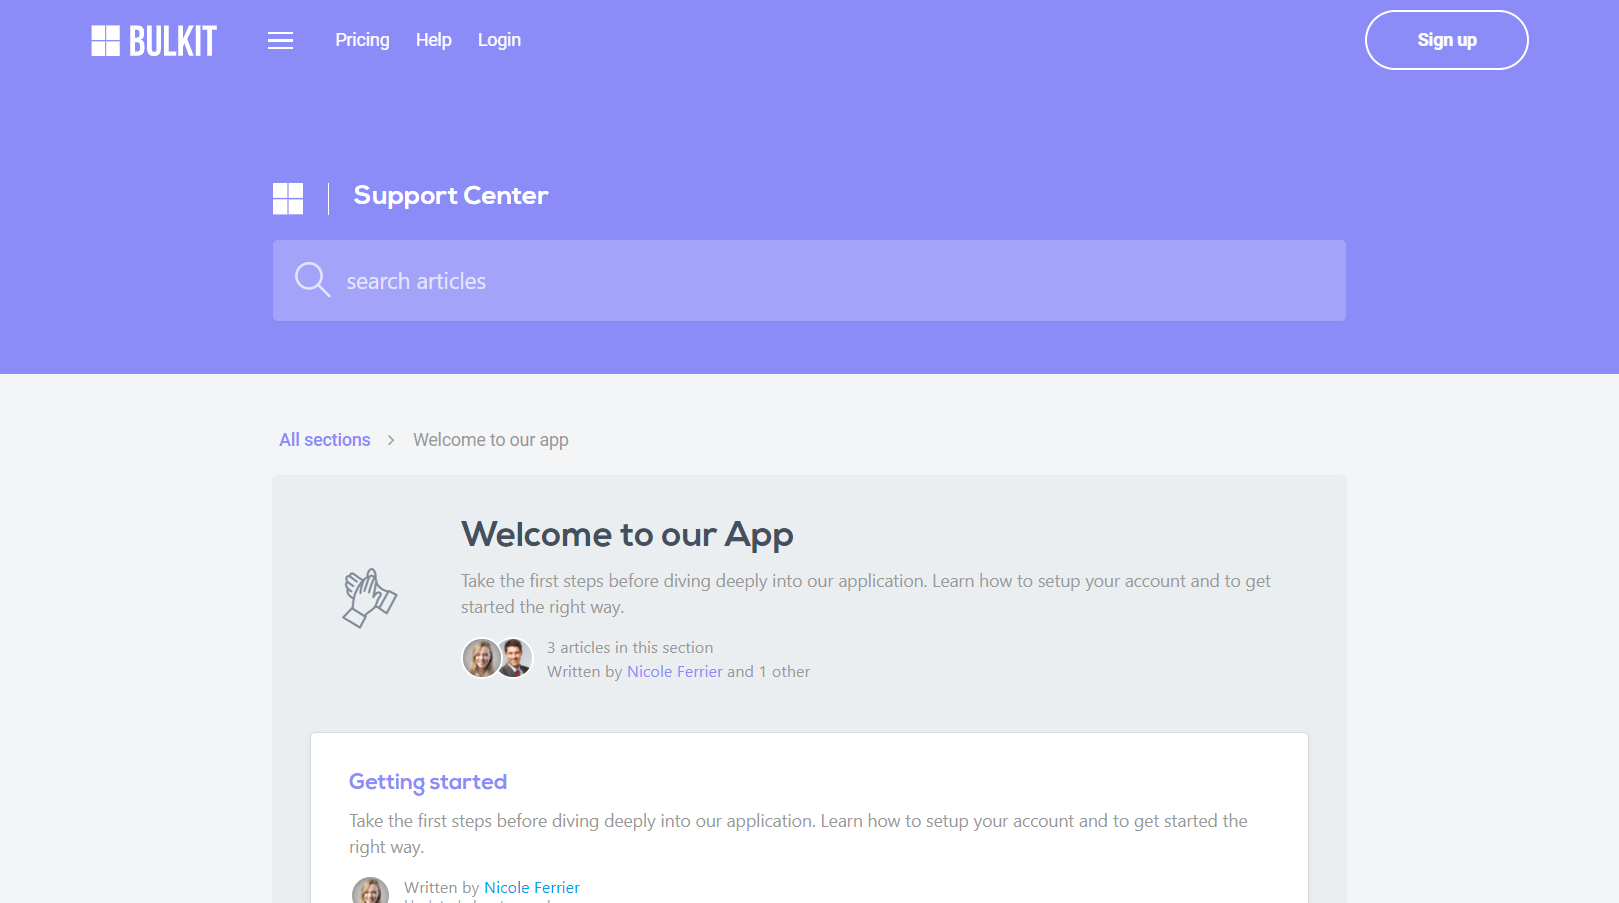 BULKIT
Pricing
Help
Login
Sign up
Support Center
search articles
All sections
Welcome to our app
Welcome to our App
Take the first steps before diving deeply into our application. Learn how to setup your account and to get
started the right way.
3 articles in this section
Written by Nicole Ferrier and 1 other
Getting started
Take the first steps before diving deeply into our application. Learn how to setup your account and to get started the
right way.
Written by Nicole Ferrier